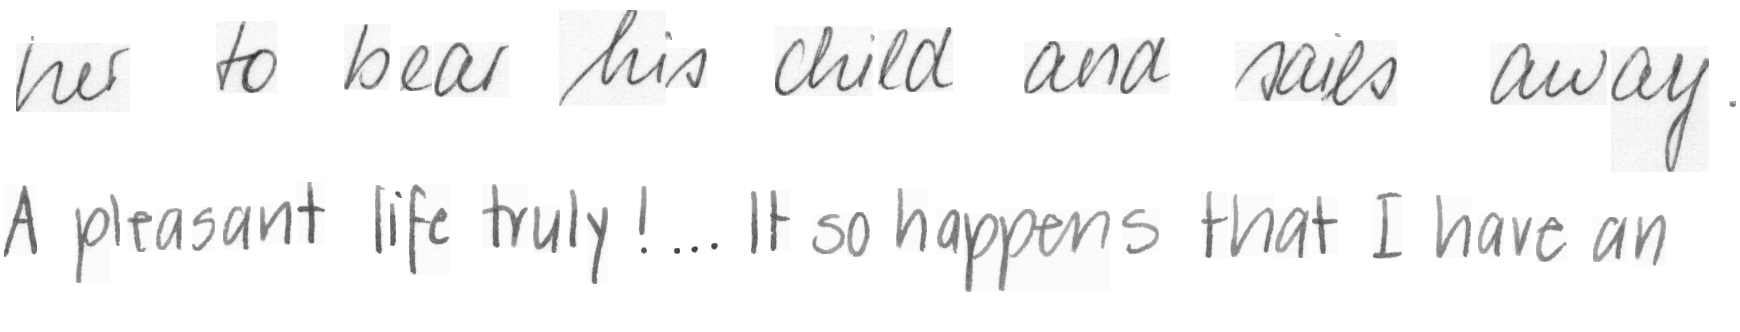 her to bear his child and sails away.
A pleasant life truly!... It so happens that I have an